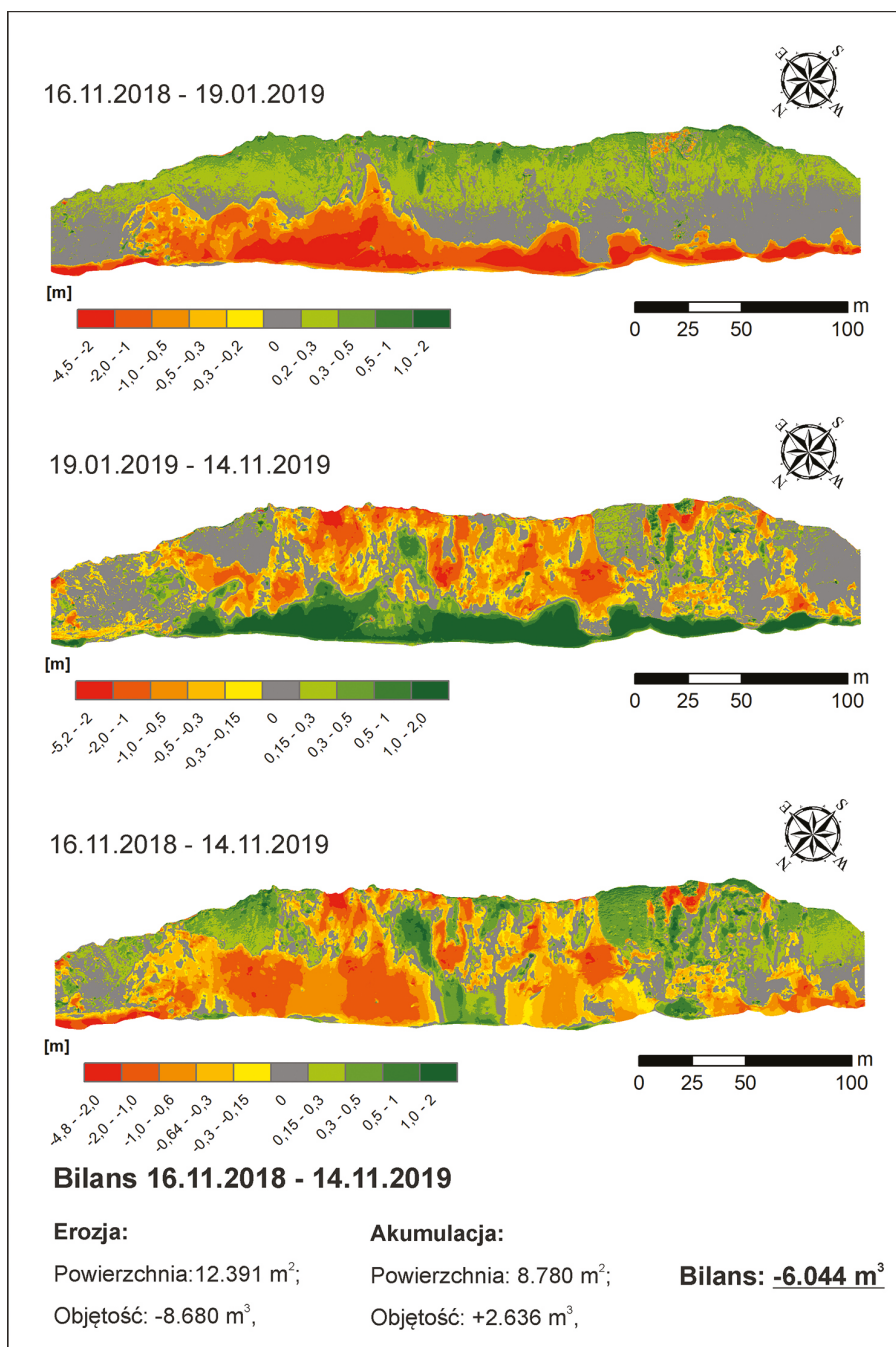 16.11.2018 - 19.01.2019
E S
N W
[m]
-4,5 - -2 -2,0 - -1 -1,0 - -0,5 -0,5 - -0,3 -0,3 - -0,2 0 0,2 - 0,3 0,3 - 0,5 0,5 - 1 1,0 - 2
m
0 25 50 100
19.01.2019 - 14.11.2019
E S
N W
[m]
-5,2 - -2 -2,0 - -1 -1,0 - -0,5 -0,5 - -0,3 -0,3 - -0,15 0 0,15 - 0,3 0,3 - 0,5 0,5 - 1 1,0 - 2,0
m
0 25 50 100
16.11.2018 - 14.11.2019
E S
N W
[m]
-4,8 - -2,0 -2,0 - -1,0 -1,0 - -0,6 -0,64 - -0,3 -0,3 - -0,15 0 0,15 - 0,3 0,3 - 0,5 0,5 - 1 1,0 - 2
m
0 25 50 100
Bilans 16.11.2018 - 14.11.2019
Erozja:
Powierzchnia:12.391 m²;
Objętość: -8.680 m³,
Akumulacja:
Powierzchnia: 8.780 m²;
Objętość: +2.636 m³,
Bilans: -6.044 m³